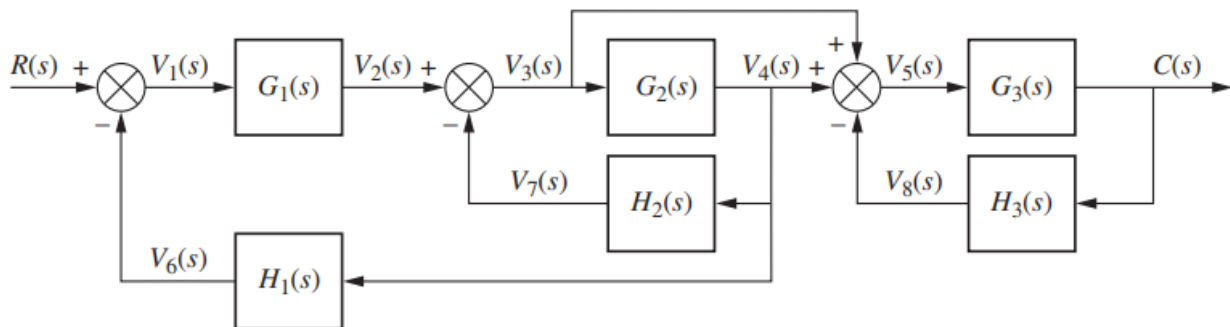 +
R(s) + V₁(s) G₁(s) V₂(s) + V₃(s) G₂(s) V₄(s) + V₅(s) G₃(s) C(s)
− − −
V₇(s) H₂(s) V₈(s) H₃(s)
V₆(s) H₁(s)